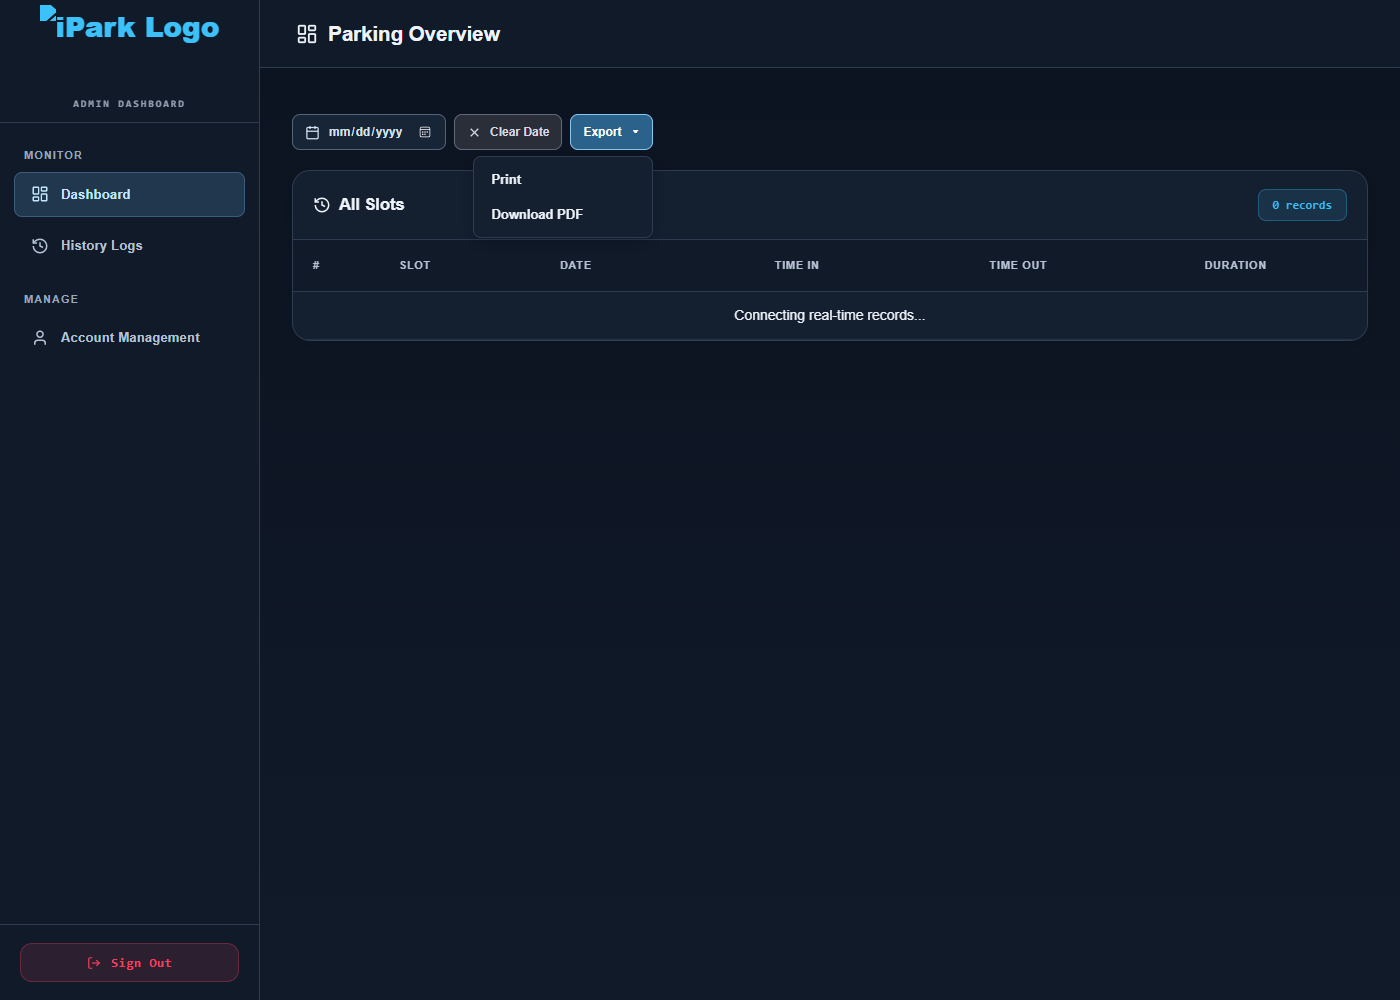 iPark Logo
ADMIN DASHBOARD
MONITOR
Dashboard
History Logs
MANAGE
Account Management
Sign Out
Parking Overview
mm/dd/yyyy
Clear Date
Export
Print
Download PDF
All Slots
0 records
# SLOT DATE TIME IN TIME OUT DURATION
Connecting real-time records...